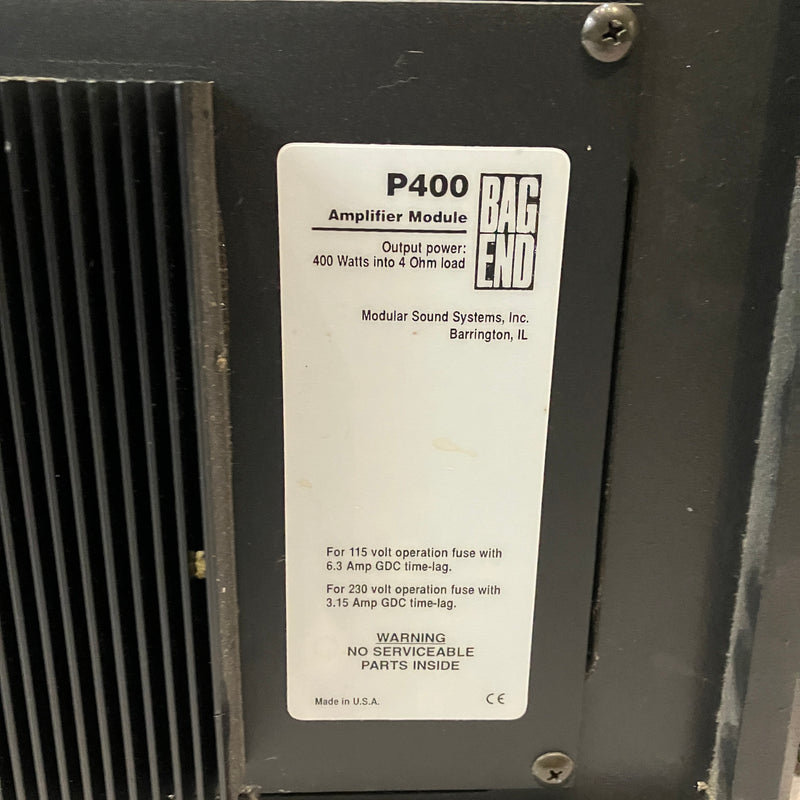 P400
Amplifier Module
BAG
END
Output power:
400 Watts into 4 Ohm load
Modular Sound Systems, Inc.
Barrington, IL
For 115 volt operation fuse with
6.3 Amp GDC time-lag.
For 230 volt operation fuse with
3.15 Amp GDC time-lag.
WARNING
NO SERVICEABLE
PARTS INSIDE
Made in U.S.A.
CE